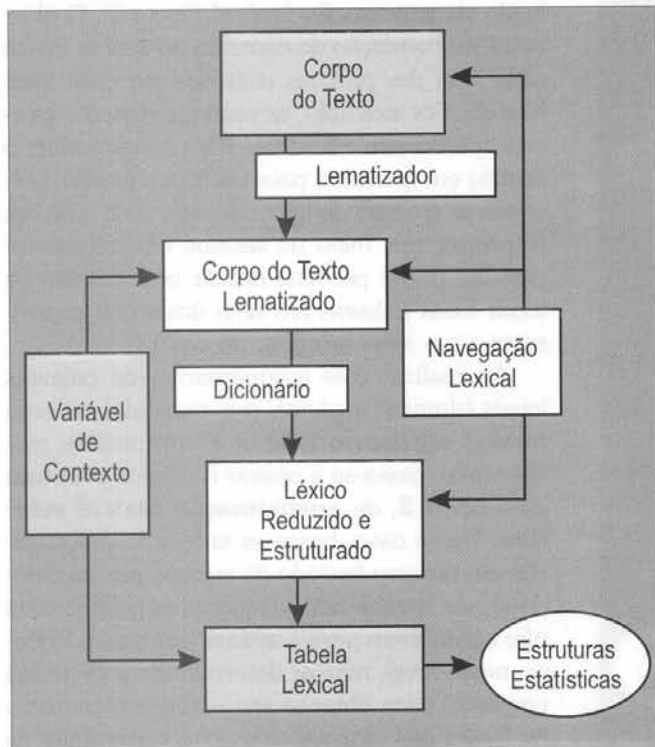 Corpo
do Texto
Lematizador
Corpo do Texto
Lematizado
Navegação
Lexical
Dicionário
Variável
de
Contexto
Léxico
Reduzido e
Estruturado
Tabela
Lexical
Estruturas
Estatísticas